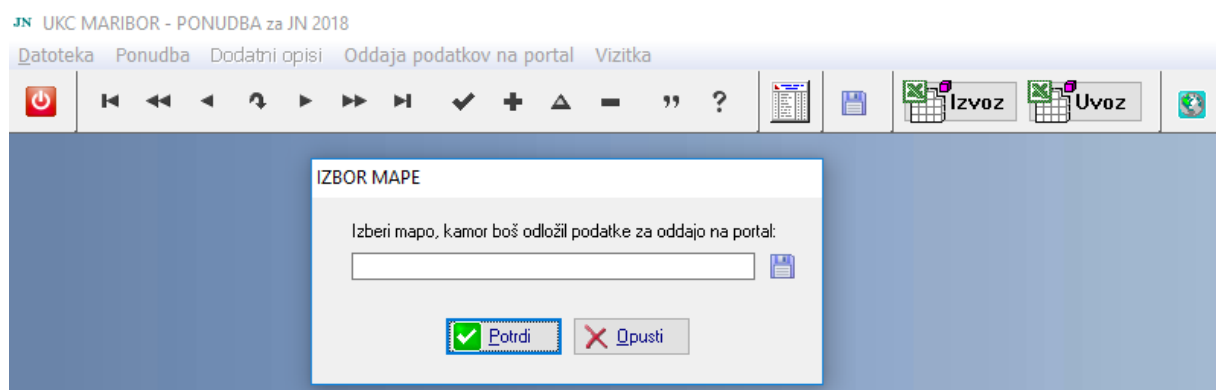 JN UKC MARIBOR - PONUDBA za JN 2018
Datoteka Ponudba Dodatni opisi Oddaja podatkov na portal Vizitka
? Izvoz Uvoz
IZBOR MAPE
Izberi mapo, kamor boš odložil podatke za oddajo na portal:
Potrdi Opusti